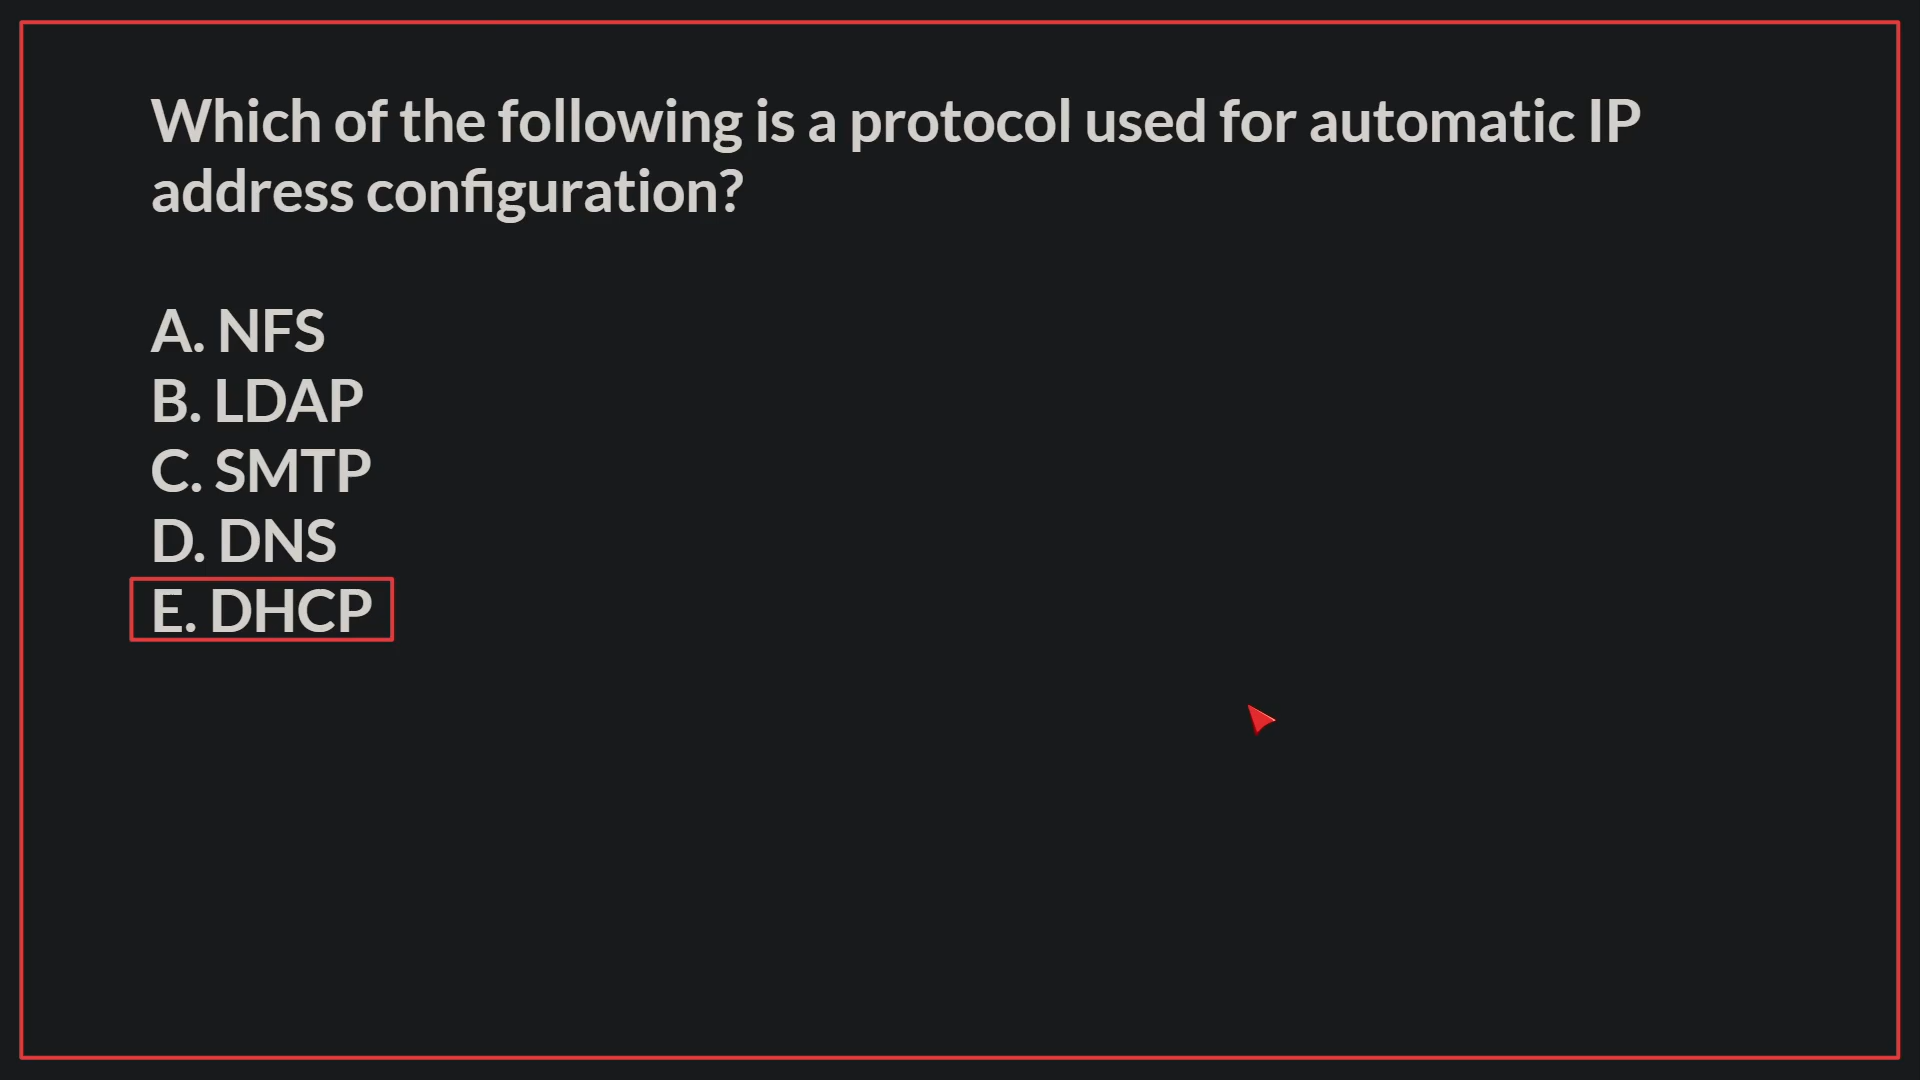 Which of the following is a protocol used for automatic IP
address configuration?
A. NFS
B. LDAP
C. SMTP
D. DNS
E. DHCP